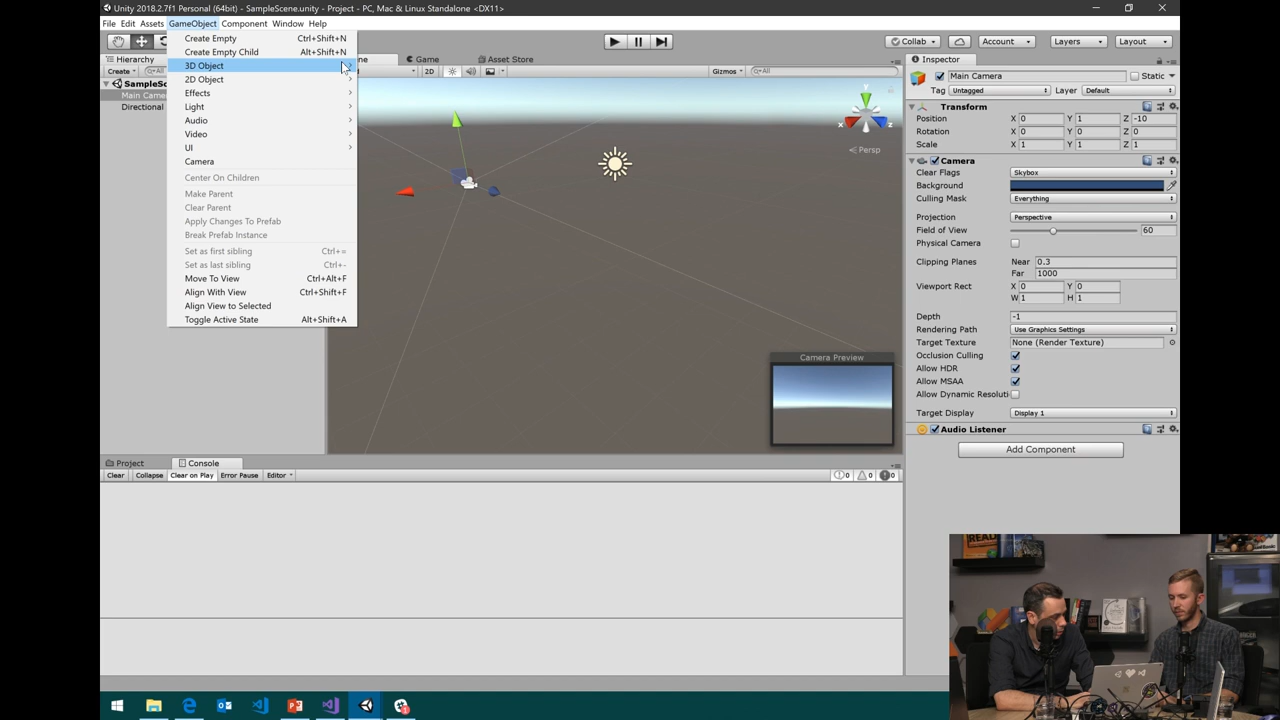 Unity 2018.2.7f1 Personal (64bit) - SampleScene.unity - Project - PC, Mac & Linux Standalone <DX11>
File Edit Assets GameObject Component Window Help
Collab Account Layers Layout
Create Empty Ctrl+Shift+N
Create Empty Child Alt+Shift+N
3D Object
2D Object
Effects
Light
Audio
Video
UI
Camera
Center On Children
Make Parent
Clear Parent
Apply Changes To Prefab
Break Prefab Instance
Set as first sibling Ctrl+=
Set as last sibling Ctrl+-
Move To View Ctrl+Alt+F
Align With View Ctrl+Shift+F
Align View to Selected
Toggle Active State Alt+Shift+A
Hierarchy
Create All
SampleSc
Main Came
Directional
ne Game Asset Store
2D Gizmos All
y
x z
Persp
Camera Preview
Inspector
Main Camera Static
Tag Untagged Layer Default
Transform
Position X 0 Y 1 Z -10
Rotation X 0 Y 0 Z 0
Scale X 1 Y 1 Z 1
Camera
Clear Flags Skybox
Background
Culling Mask Everything
Projection Perspective
Field of View 60
Physical Camera
Clipping Planes Near 0.3
Far 1000
Viewport Rect X 0 Y 0
W 1 H 1
Depth -1
Rendering Path Use Graphics Settings
Target Texture None (Render Texture)
Occlusion Culling
Allow HDR
Allow MSAA
Allow Dynamic Resoluti
Target Display Display 1
Audio Listener
Add Component
Project Console
Clear Collapse Clear on Play Error Pause Editor 0 0 0
READ